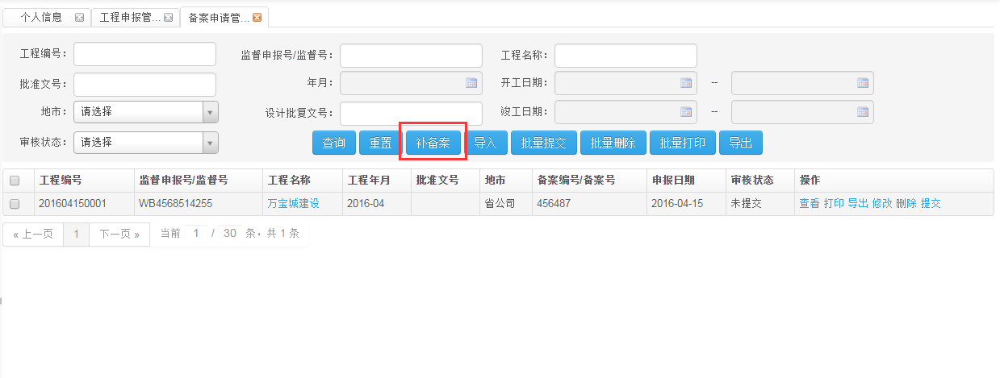 个人信息 工程申报管... 备案申请管...
工程编号: 监督申报号/监督号: 工程名称:
批准文号: 年月: 开工日期: --
地市: 请选择 设计批复文号: 竣工日期: --
审核状态: 请选择 查询 重置 补备案 导入 批量提交 批量删除 批量打印 导出
工程编号 监督申报号/监督号 工程名称 工程年月 批准文号 地市 备案编号/备案号 申报日期 审核状态 操作
201604150001 WB4568514255 万宝城建设 2016-04 省公司 456487 2016-04-15 未提交 查看 打印 导出 修改 删除 提交
« 上一页 1 下一页 » 当前 1 / 30 条，共 1 条